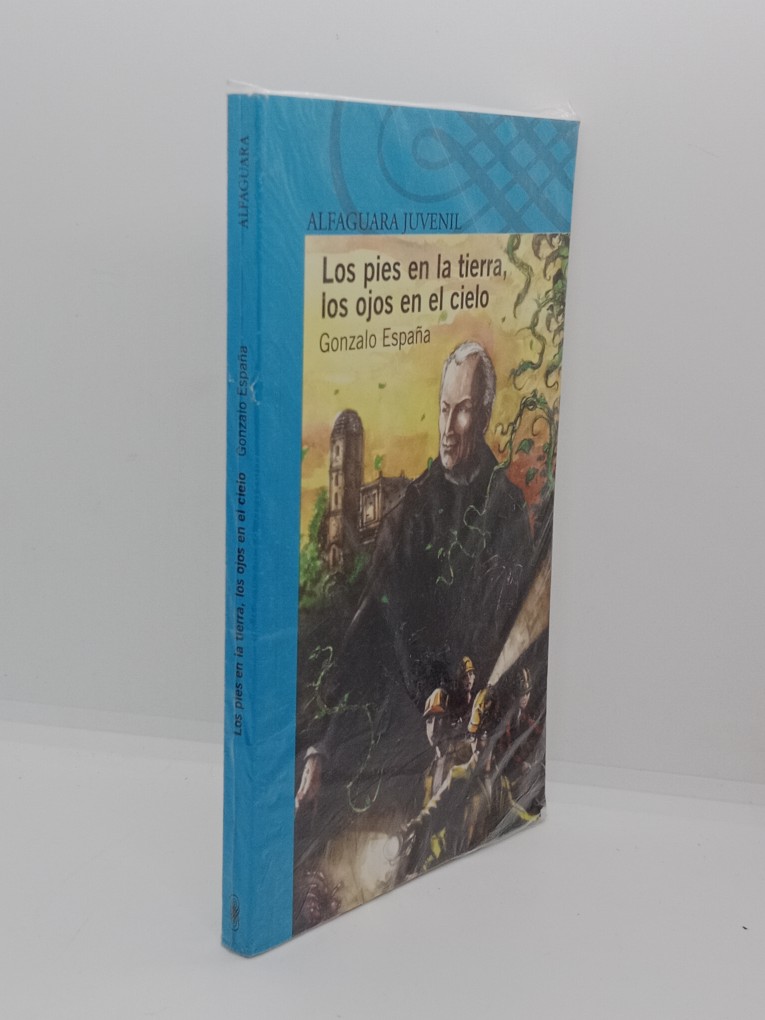 ALFAGUARA JUVENIL
Los pies en la tierra,
los ojos en el cielo
Gonzalo España
Los pies en la tierra, los ojos en el cielo Gonzalo España ALFAGUARA